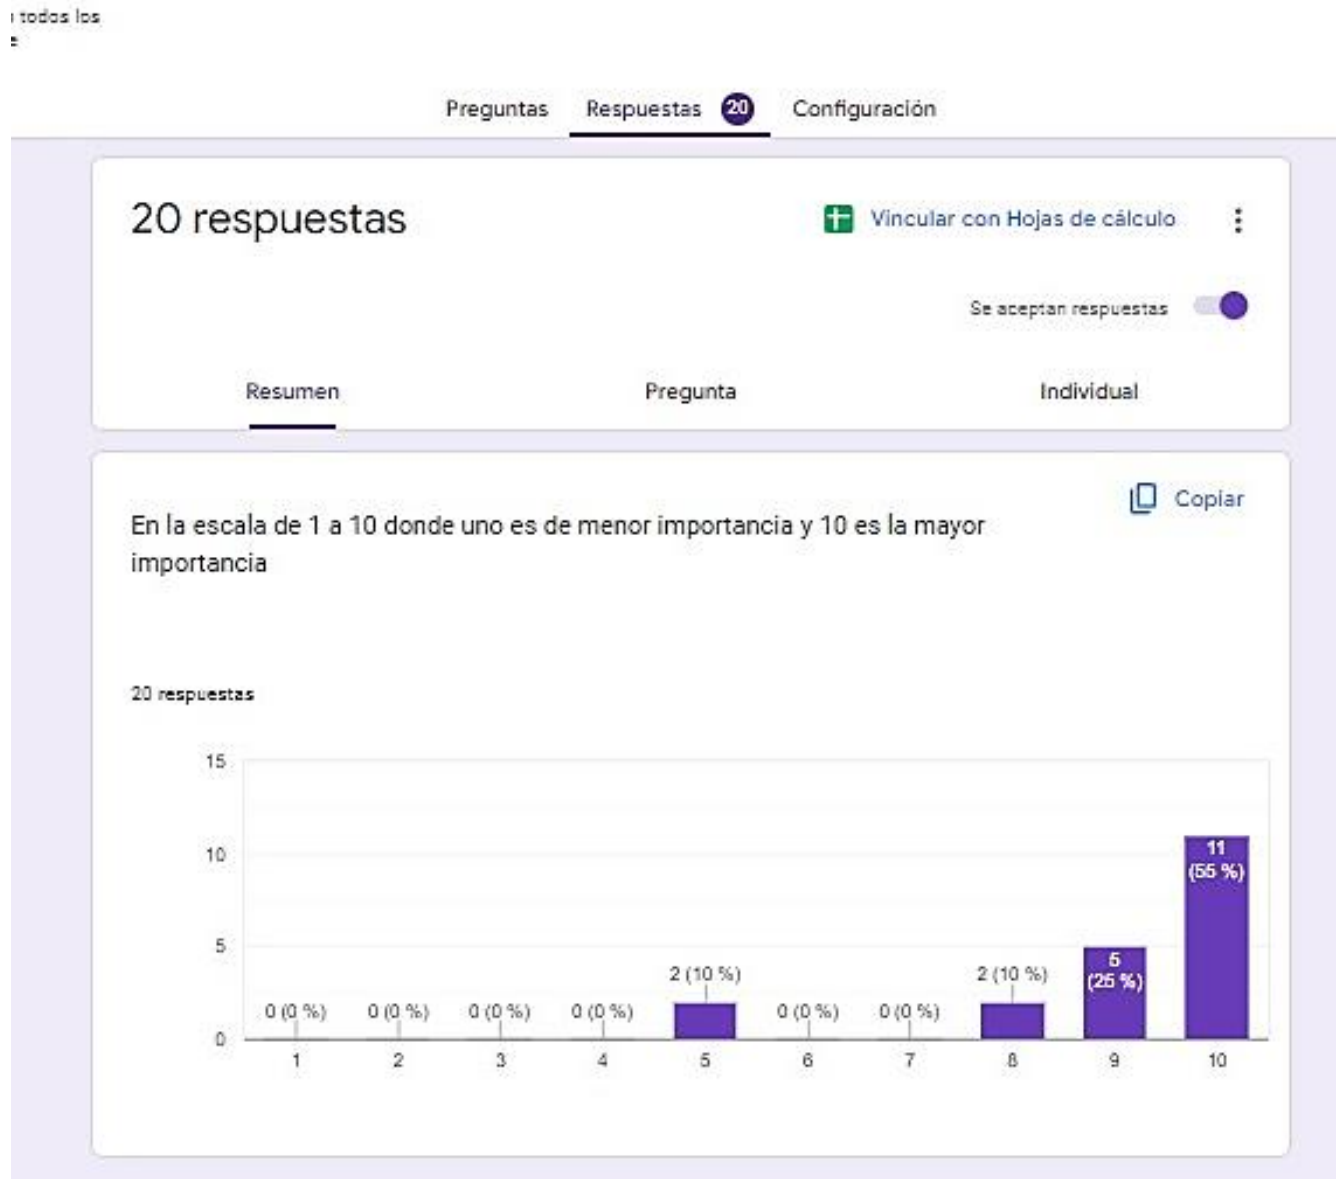 todos los
Preguntas Respuestas 20 Configuración
20 respuestas
Vincular con Hojas de cálculo
Se aceptan respuestas
Resumen Pregunta Individual
Copiar
En la escala de 1 a 10 donde uno es de menor importancia y 10 es la mayor
importancia
20 respuestas
15
10
5
0
0 (0 %) 0 (0 %) 0 (0 %) 0 (0 %) 2 (10 %) 0 (0 %) 0 (0 %) 2 (10 %) 5 (25 %) 11 (55 %)
1 2 3 4 5 6 7 8 9 10